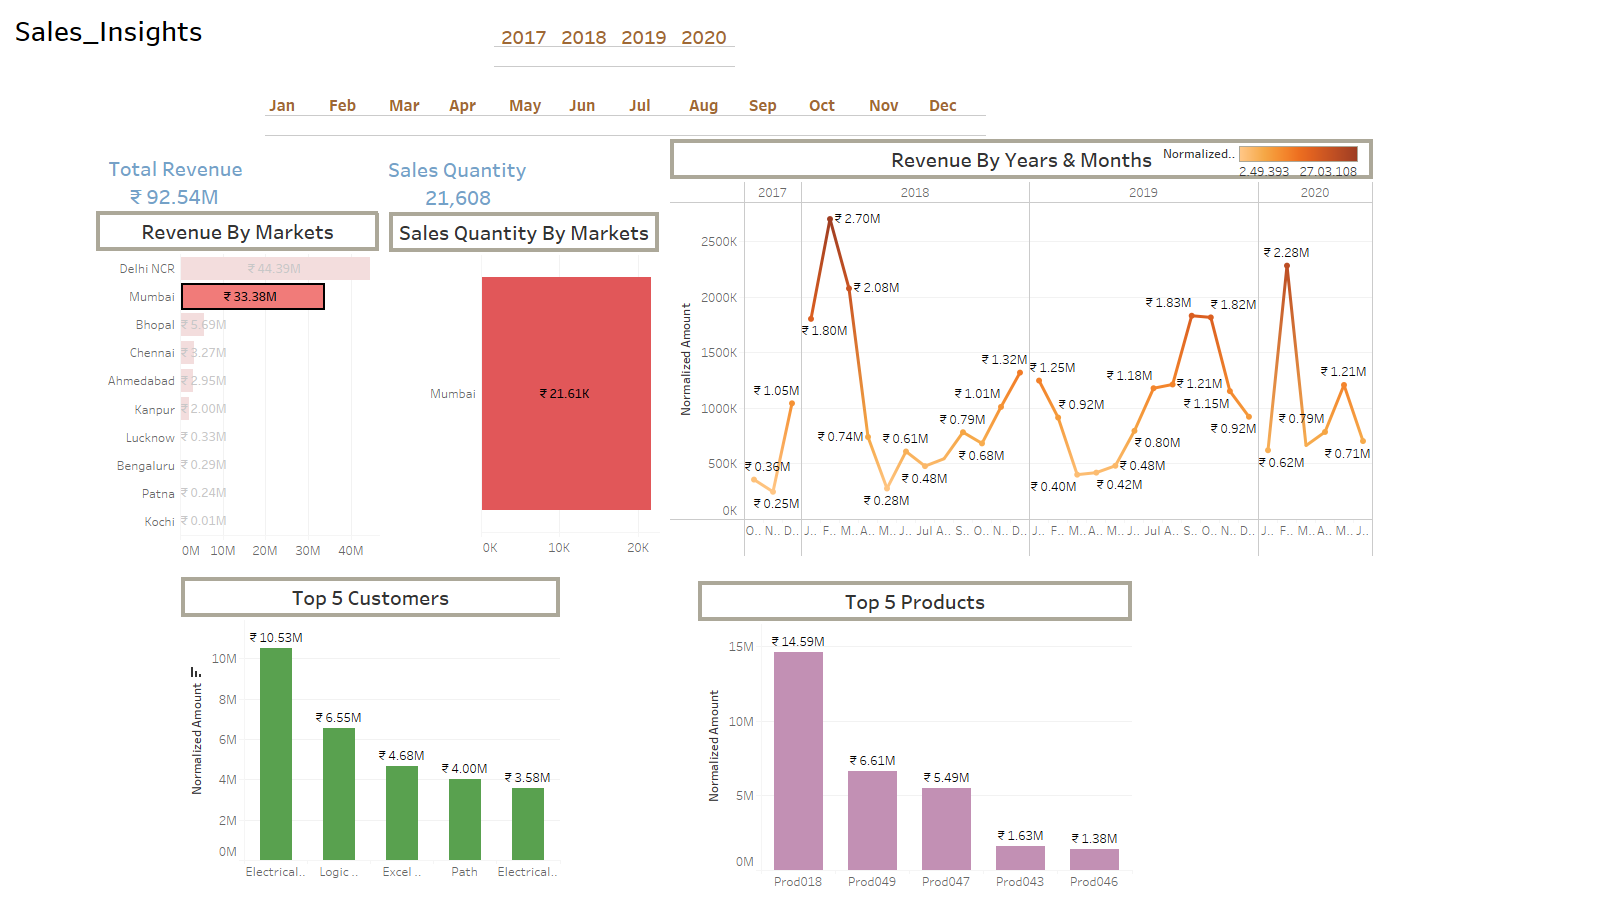 Sales_Insights
2017 2018 2019 2020
Jan Feb Mar Apr May Jun Jul Aug Sep Oct Nov Dec
Total Revenue
₹ 92.54M
Sales Quantity
21,608
Revenue By Markets
Delhi NCR ₹ 44.39M
Mumbai ₹ 33.38M
Bhopal ₹ 5.69M
Chennai ₹ 3.27M
Ahmedabad ₹ 2.95M
Kanpur ₹ 2.00M
Lucknow ₹ 0.33M
Bengaluru ₹ 0.29M
Patna ₹ 0.24M
Kochi ₹ 0.01M
0M 10M 20M 30M 40M
Sales Quantity By Markets
Mumbai ₹ 21.61K
0K 10K 20K
Revenue By Years & Months
Normalized..
2,49,393 27,03,108
2017 2018 2019 2020
Normalized Amount
2500K
2000K
1500K
1000K
500K
0K
₹ 0.36M
₹ 0.25M
₹ 1.05M
₹ 1.80M
₹ 2.70M
₹ 2.08M
₹ 0.74M
₹ 0.28M
₹ 0.61M
₹ 0.48M
₹ 0.79M
₹ 0.68M
₹ 1.01M
₹ 1.32M
₹ 1.25M
₹ 0.92M
₹ 0.40M
₹ 0.42M
₹ 0.48M
₹ 0.80M
₹ 1.18M
₹ 1.21M
₹ 1.83M
₹ 1.82M
₹ 1.15M
₹ 0.92M
₹ 0.62M
₹ 2.28M
₹ 0.79M
₹ 1.21M
₹ 0.71M
O.. N.. D.. J.. F.. M.. A.. M.. J.. Jul A.. S.. O.. N.. D.. J.. F.. M.. A.. M.. J.. Jul A.. S.. O.. N.. D.. J.. F.. M.. A.. M.. J..
Top 5 Customers
Normalized Amount
10M
8M
6M
4M
2M
0M
₹ 10.53M
₹ 6.55M
₹ 4.68M
₹ 4.00M
₹ 3.58M
Electrical.. Logic .. Excel .. Path Electrical..
Top 5 Products
Normalized Amount
15M
10M
5M
0M
₹ 14.59M
₹ 6.61M
₹ 5.49M
₹ 1.63M
₹ 1.38M
Prod018 Prod049 Prod047 Prod043 Prod046